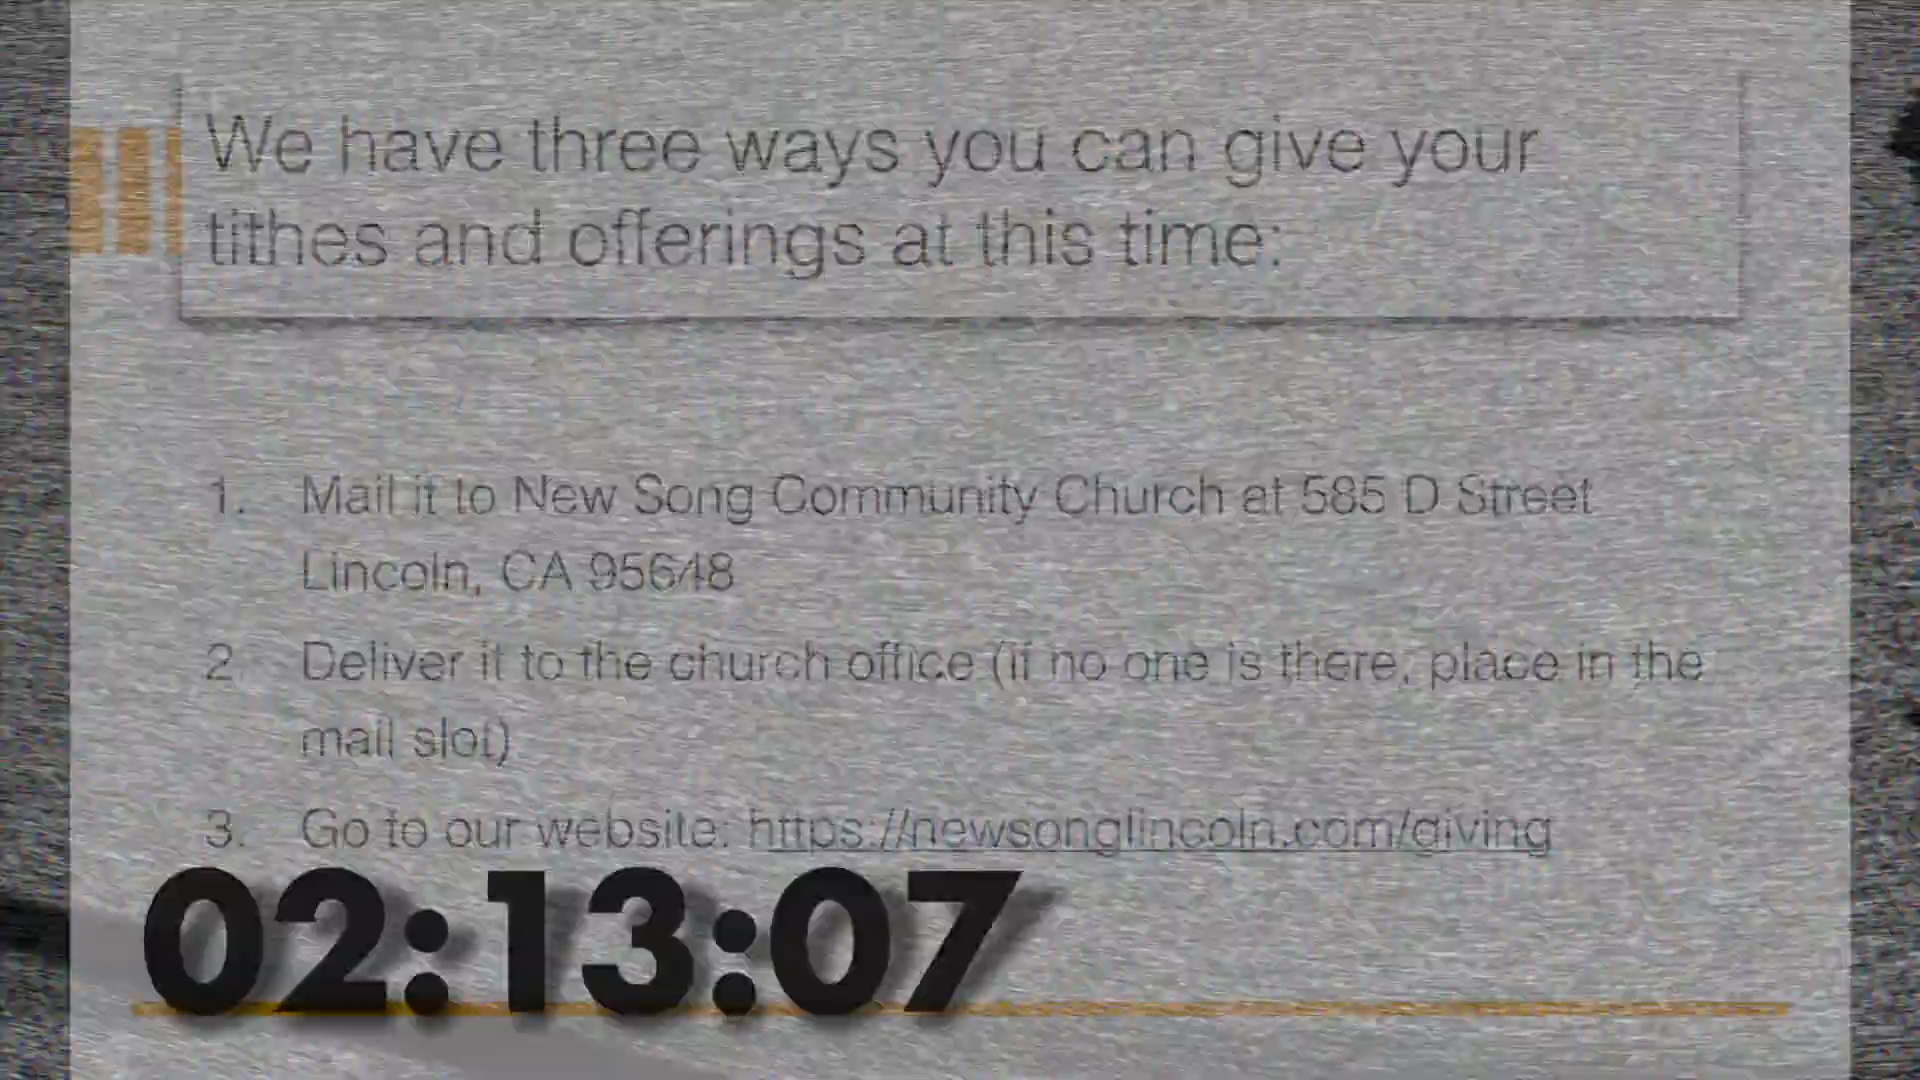 We have three ways you can give your
tithes and offerings at this time:
1. Mail it to New Song Community Church at 585 D Street
Lincoln, CA 95648
2. Deliver it to the church office (if no one is there, place in the
mail slot)
3. Go to our website: https://newsonglincoln.com/giving
02:13:07